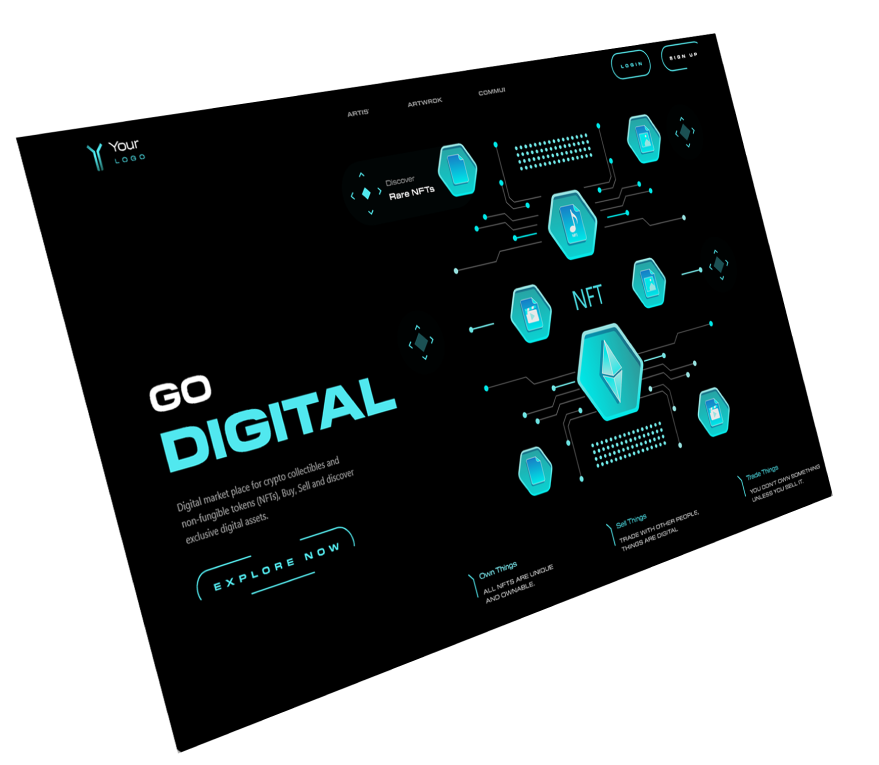 Your
LOGO
ARTIS'
ARTWROK
COMMUI
LOGIN
SIGN UP
Discover
Rare NFTs
NFT
GO
DIGITAL
Digital market place for crypto collectibles and
non-fungible tokens (NFTs), Buy, Sell and discover
exclusive digital assets.
EXPLORE NOW
Own Things
ALL NFTS ARE UNIQUE
AND OWNABLE.
Sell Things
TRADE WITH OTHER PEOPLE,
THINGS ARE DIGITAL
Trade Things
YOU DON'T OWN SOMETHING
UNLESS YOU SELL IT.